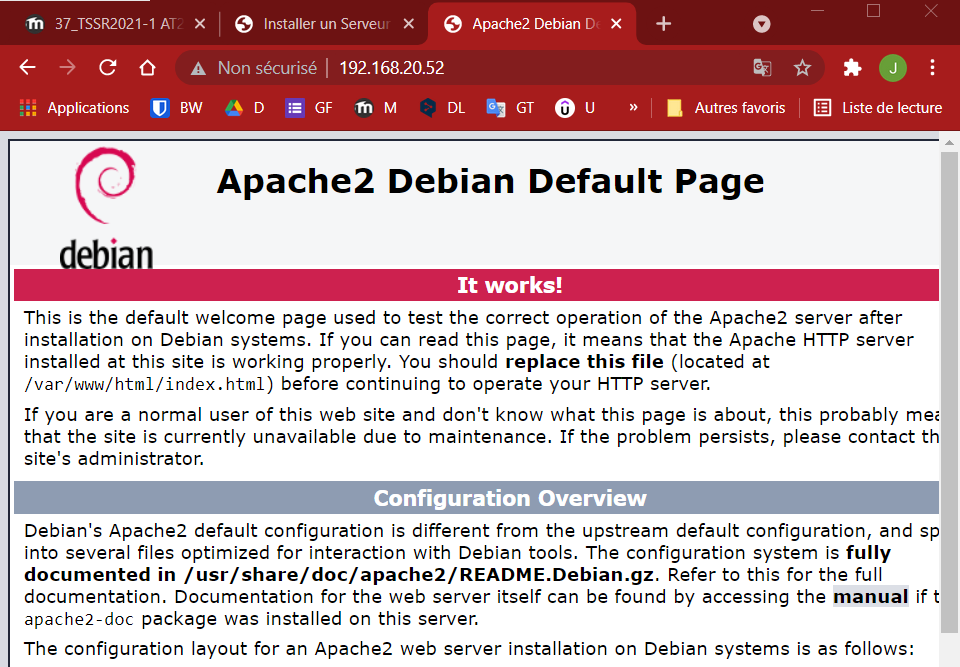 37_TSSR2021-1 AT2
Installer un Serveur
Apache2 Debian De
Non sécurisé
192.168.20.52
J
Applications
BW
D
GF
M
DL
GT
U
»
Autres favoris
Liste de lecture
debian
Apache2 Debian Default Page
It works!
This is the default welcome page used to test the correct operation of the Apache2 server after
installation on Debian systems. If you can read this page, it means that the Apache HTTP server
installed at this site is working properly. You should replace this file (located at
/var/www/html/index.html) before continuing to operate your HTTP server.
If you are a normal user of this web site and don't know what this page is about, this probably mea
that the site is currently unavailable due to maintenance. If the problem persists, please contact th
site's administrator.
Configuration Overview
Debian's Apache2 default configuration is different from the upstream default configuration, and sp
into several files optimized for interaction with Debian tools. The configuration system is fully
documented in /usr/share/doc/apache2/README.Debian.gz. Refer to this for the full
documentation. Documentation for the web server itself can be found by accessing the manual if t
apache2-doc package was installed on this server.
The configuration layout for an Apache2 web server installation on Debian systems is as follows: